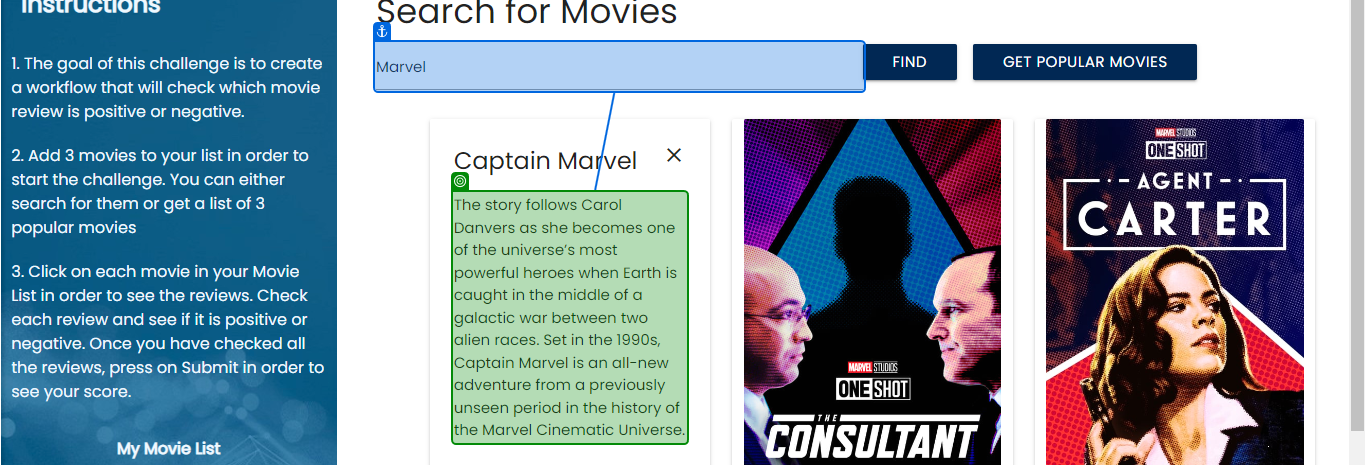 Instructions
1. The goal of this challenge is to create
a workflow that will check which movie
review is positive or negative.
2. Add 3 movies to your list in order to
start the challenge. You can either
search for them or get a list of 3
popular movies
3. Click on each movie in your Movie
List in order to see the reviews. Check
each review and see if it is positive or
negative. Once you have checked all
the reviews, press on Submit in order to
see your score.
My Movie List
Search for Movies
Marvel
FIND
GET POPULAR MOVIES
Captain Marvel
The story follows Carol
Danvers as she becomes one
of the universe’s most
powerful heroes when Earth is
caught in the middle of a
galactic war between two
alien races. Set in the 1990s,
Captain Marvel is an all-new
adventure from a previously
unseen period in the history of
the Marvel Cinematic Universe.
MARVEL STUDIOS
ONE SHOT
THE
CONSULTANT
MARVEL STUDIOS
ONE SHOT
AGENT
CARTER